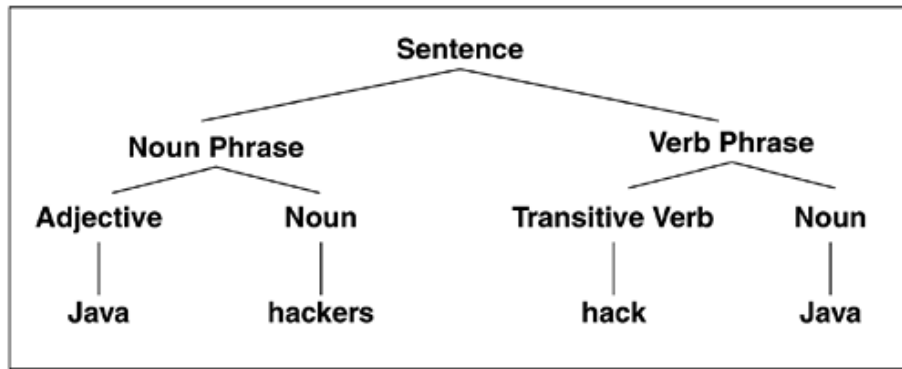 Sentence
Noun Phrase Verb Phrase
Adjective Noun Transitive Verb Noun
Java hackers hack Java